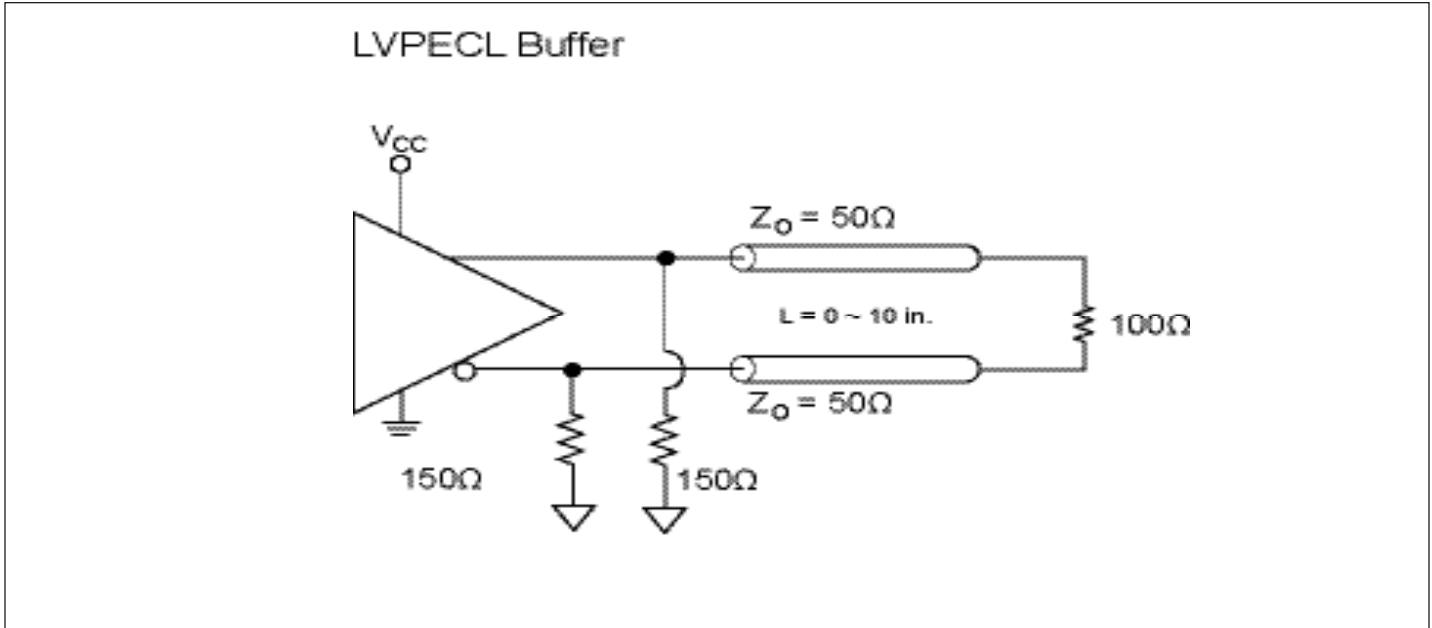 LVPECL Buffer
VCC
ZO = 50Ω
L = 0 ~ 10 in.
100Ω
ZO = 50Ω
150Ω
150Ω